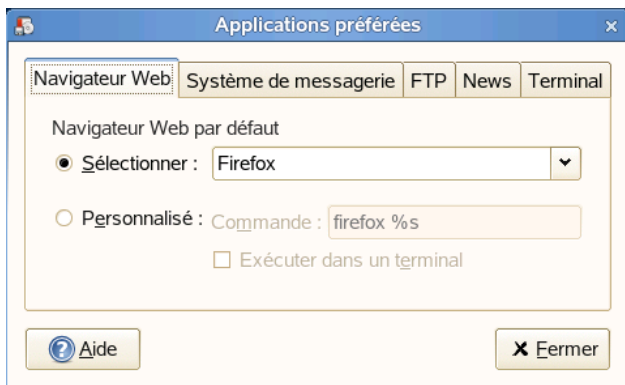 Applications préférées
Navigateur Web Système de messagerie FTP News Terminal
Navigateur Web par défaut
Sélectionner : Firefox
Personnalisé : Commande : firefox %s
Exécuter dans un terminal
Aide Fermer